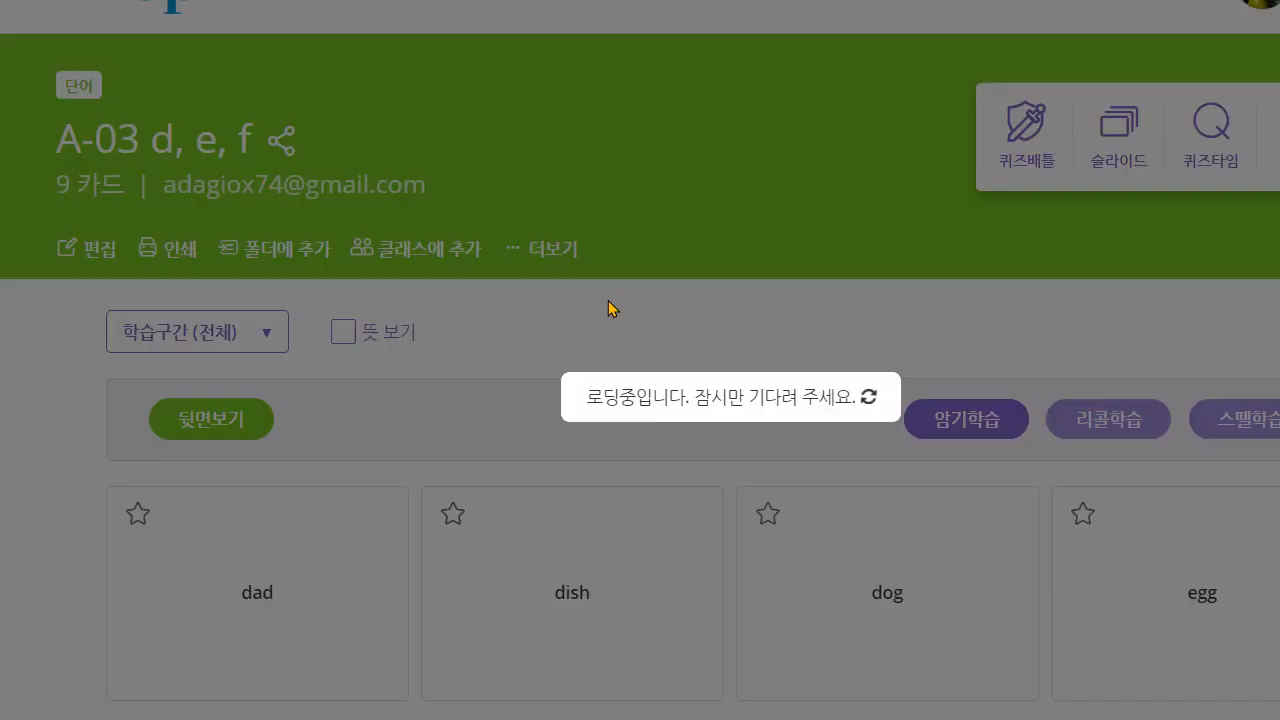 단어
A-03 d, e, f
9 카드 | adagiox74@gmail.com
퀴즈배틀 슬라이드 퀴즈타임
편집 인쇄 폴더에 추가 클래스에 추가 ··· 더보기
학습구간 (전체) ▼ 뜻 보기
로딩중입니다. 잠시만 기다려 주세요.
뒷면보기 암기학습 리콜학습 스펠학습
dad dish dog egg